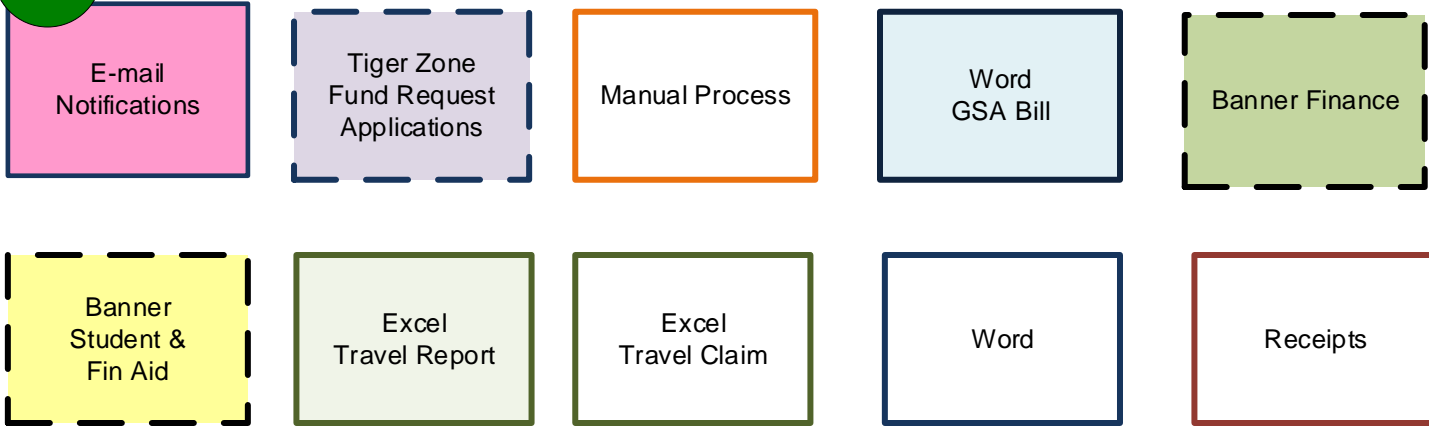 E-mail
Notifications
Tiger Zone
Fund Request
Applications
Manual Process
Word
GSA Bill
Banner Finance
Banner
Student &
Fin Aid
Excel
Travel Report
Excel
Travel Claim
Word
Receipts